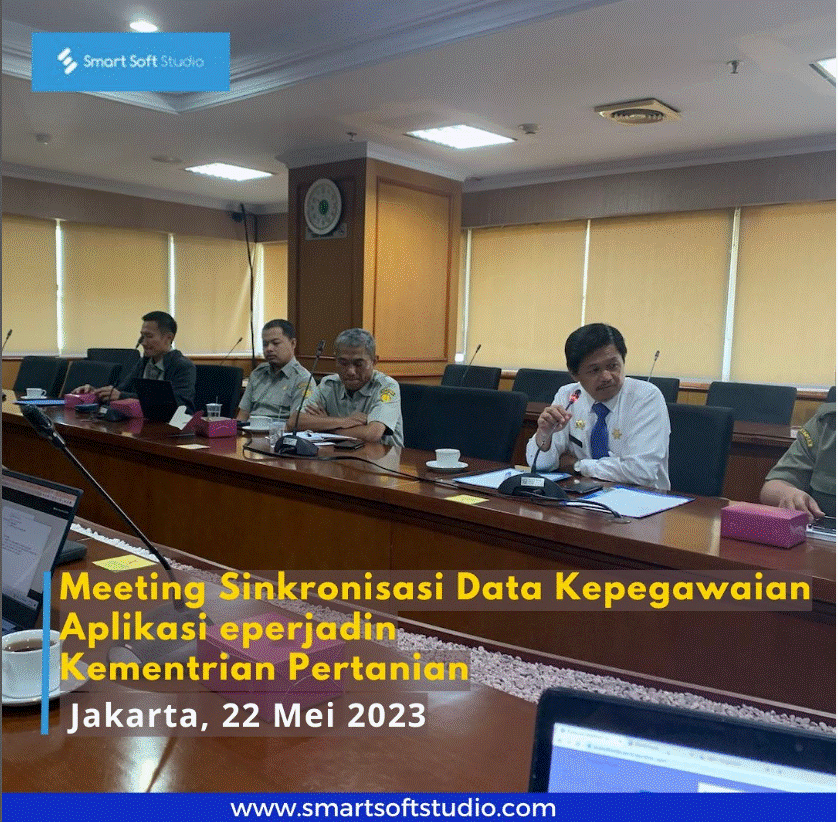 Smart Soft Studio
Meeting Sinkronisasi Data Kepegawaian
Aplikasi eperjadin
Kementrian Pertanian
Jakarta, 22 Mei 2023
www.smartsoftstudio.com